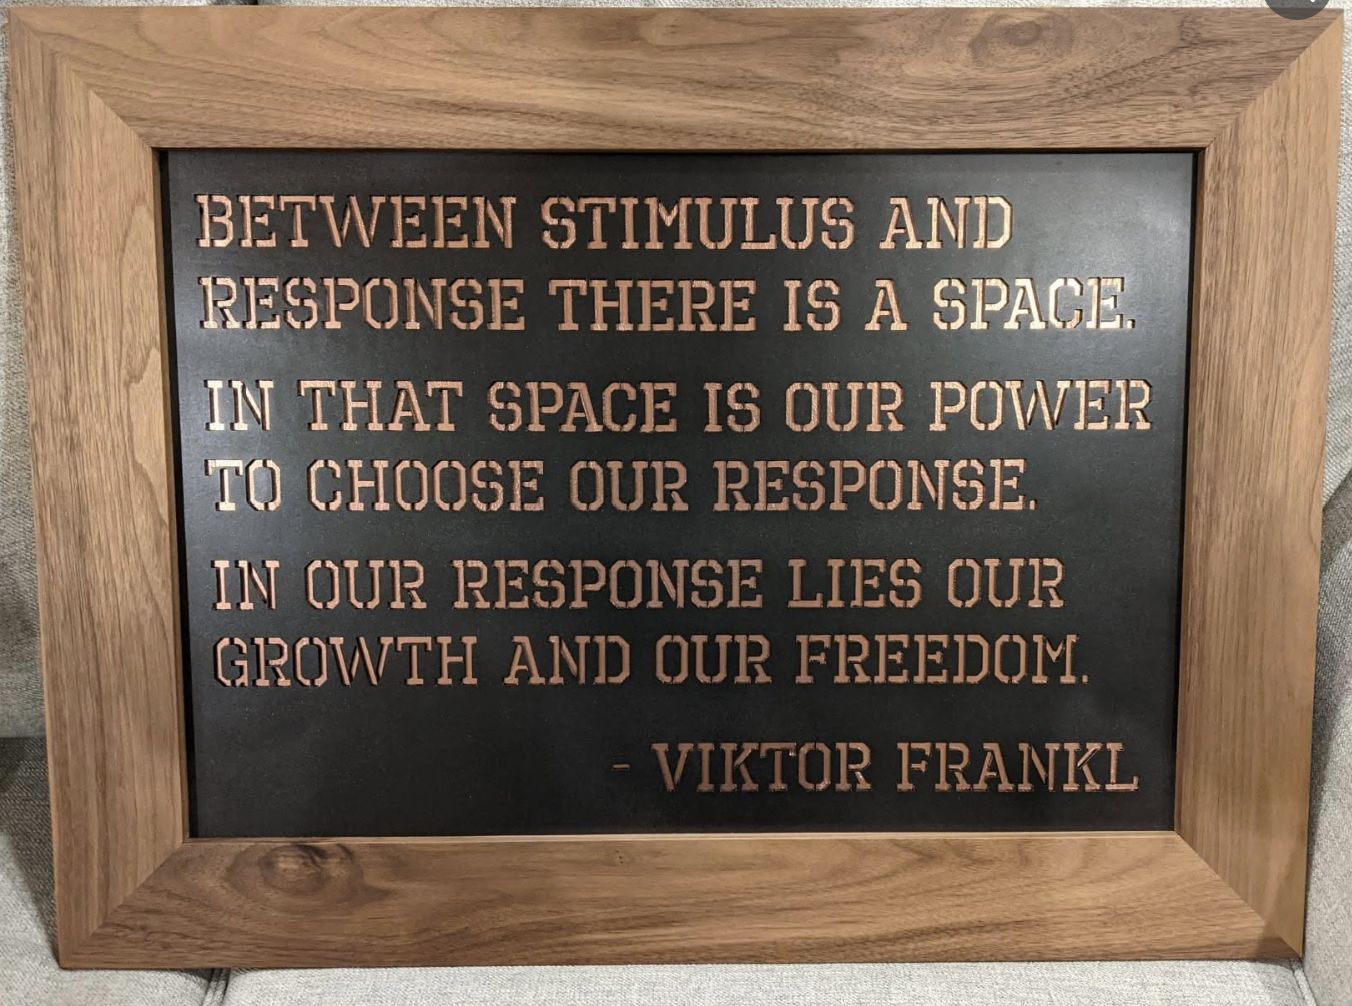 BETWEEN STIMULUS AND
RESPONSE THERE IS A SPACE.
IN THAT SPACE IS OUR POWER
TO CHOOSE OUR RESPONSE.
IN OUR RESPONSE LIES OUR
GROWTH AND OUR FREEDOM.
- VIKTOR FRANKL